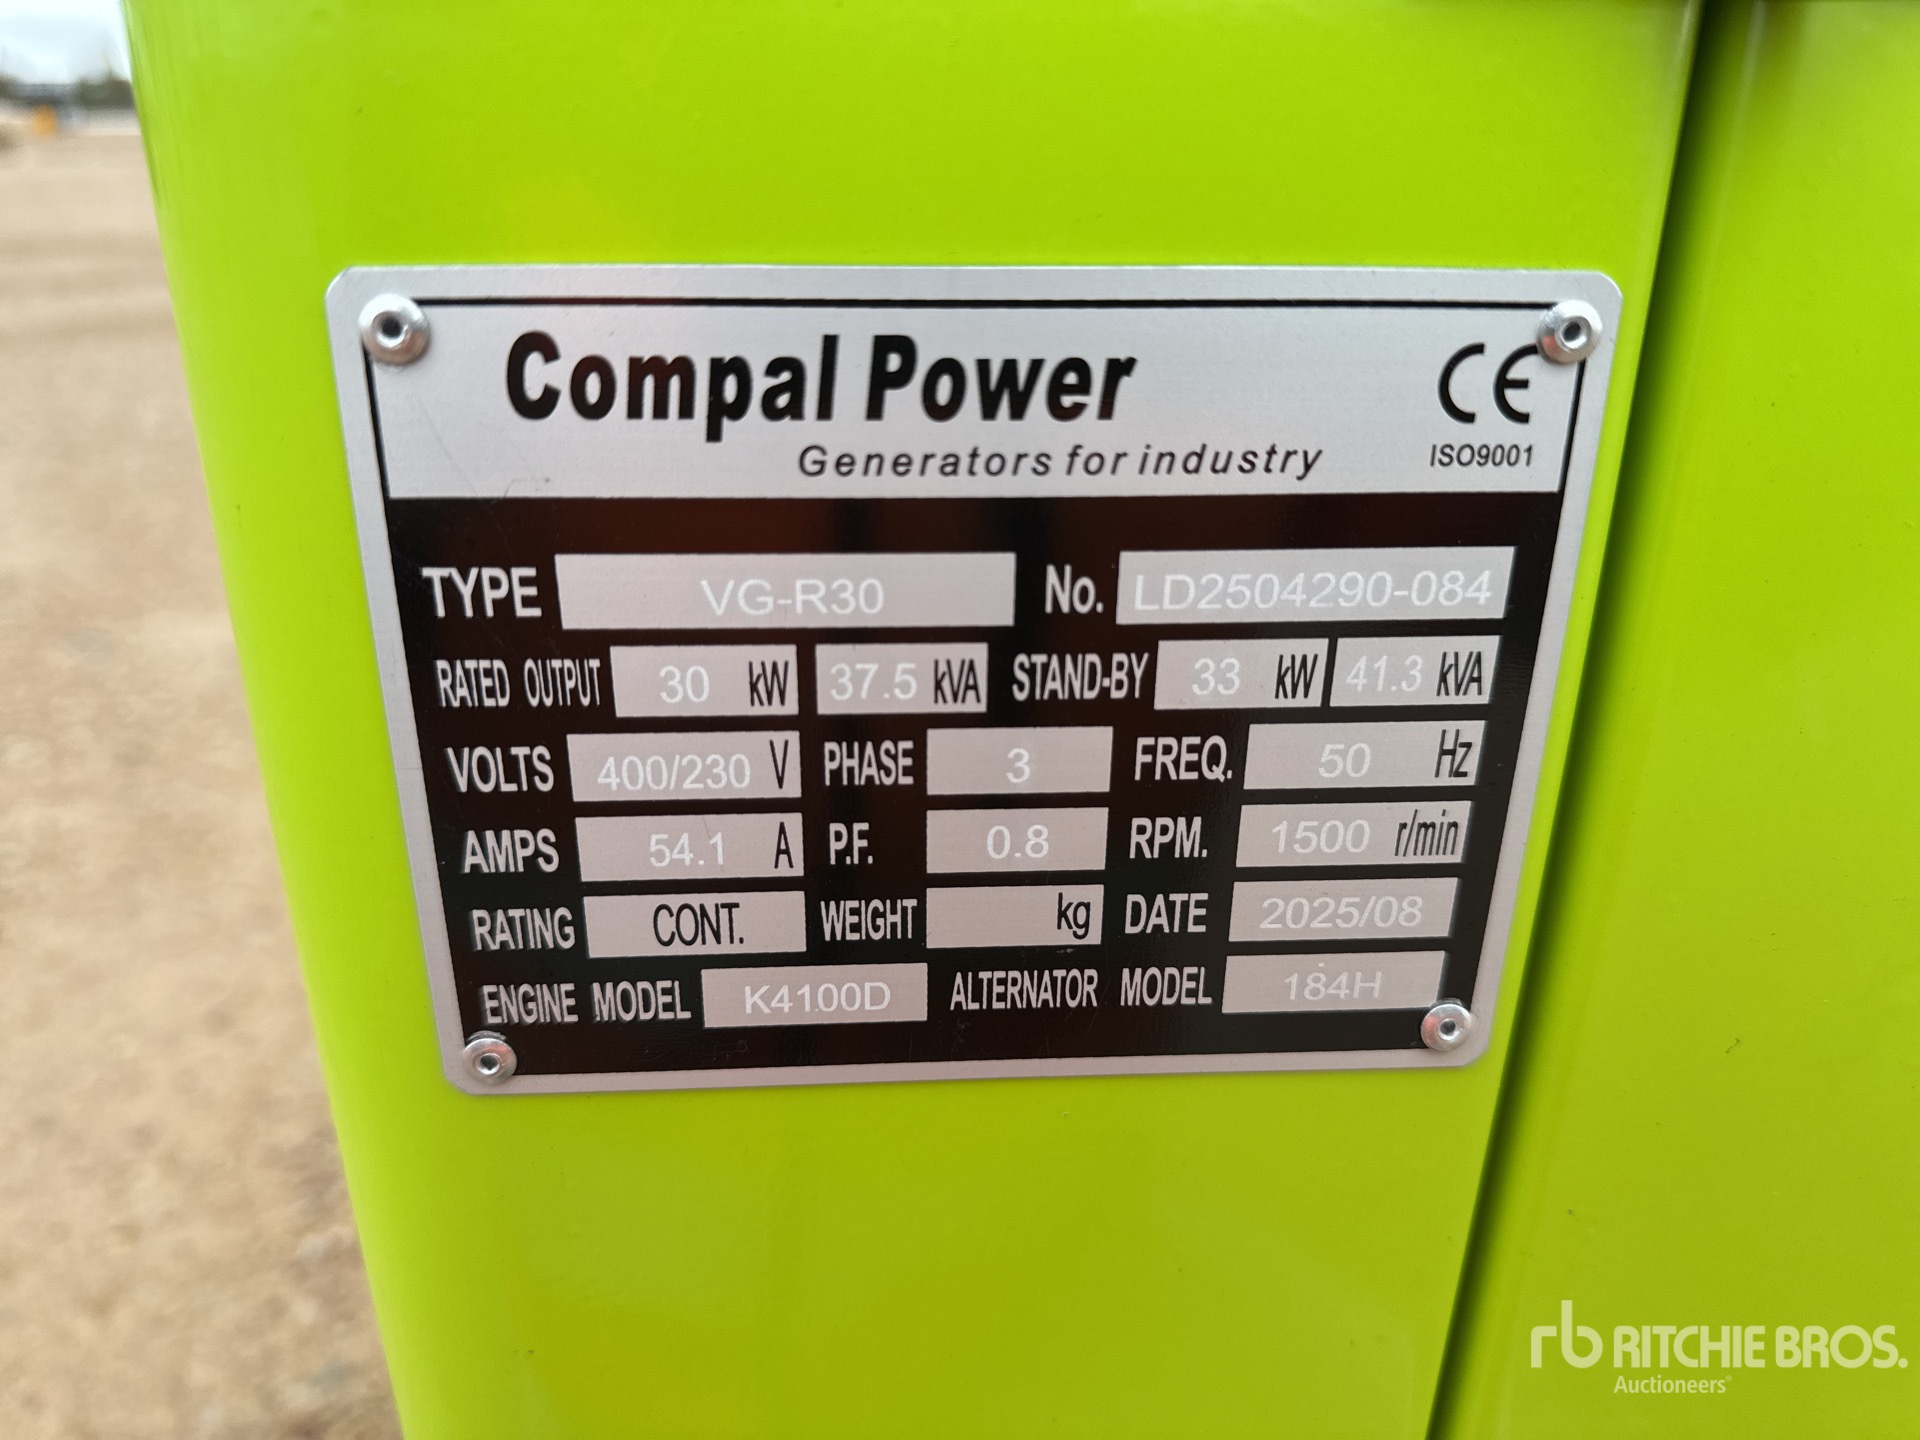 Compal Power
Generators for industry
CE
ISO9001
TYPE VG-R30 No. LD2504290-084
RATED OUTPUT 30 kW 37.5 kVA STAND-BY 33 kW 41.3 kVA
VOLTS 400/230 V PHASE 3 FREQ. 50 Hz
AMPS 54.1 A P.F. 0.8 RPM. 1500 r/min
RATING CONT. WEIGHT kg DATE 2025/08
ENGINE MODEL K4100D ALTERNATOR MODEL 184H
rb RITCHIE BROS.
Auctioneers